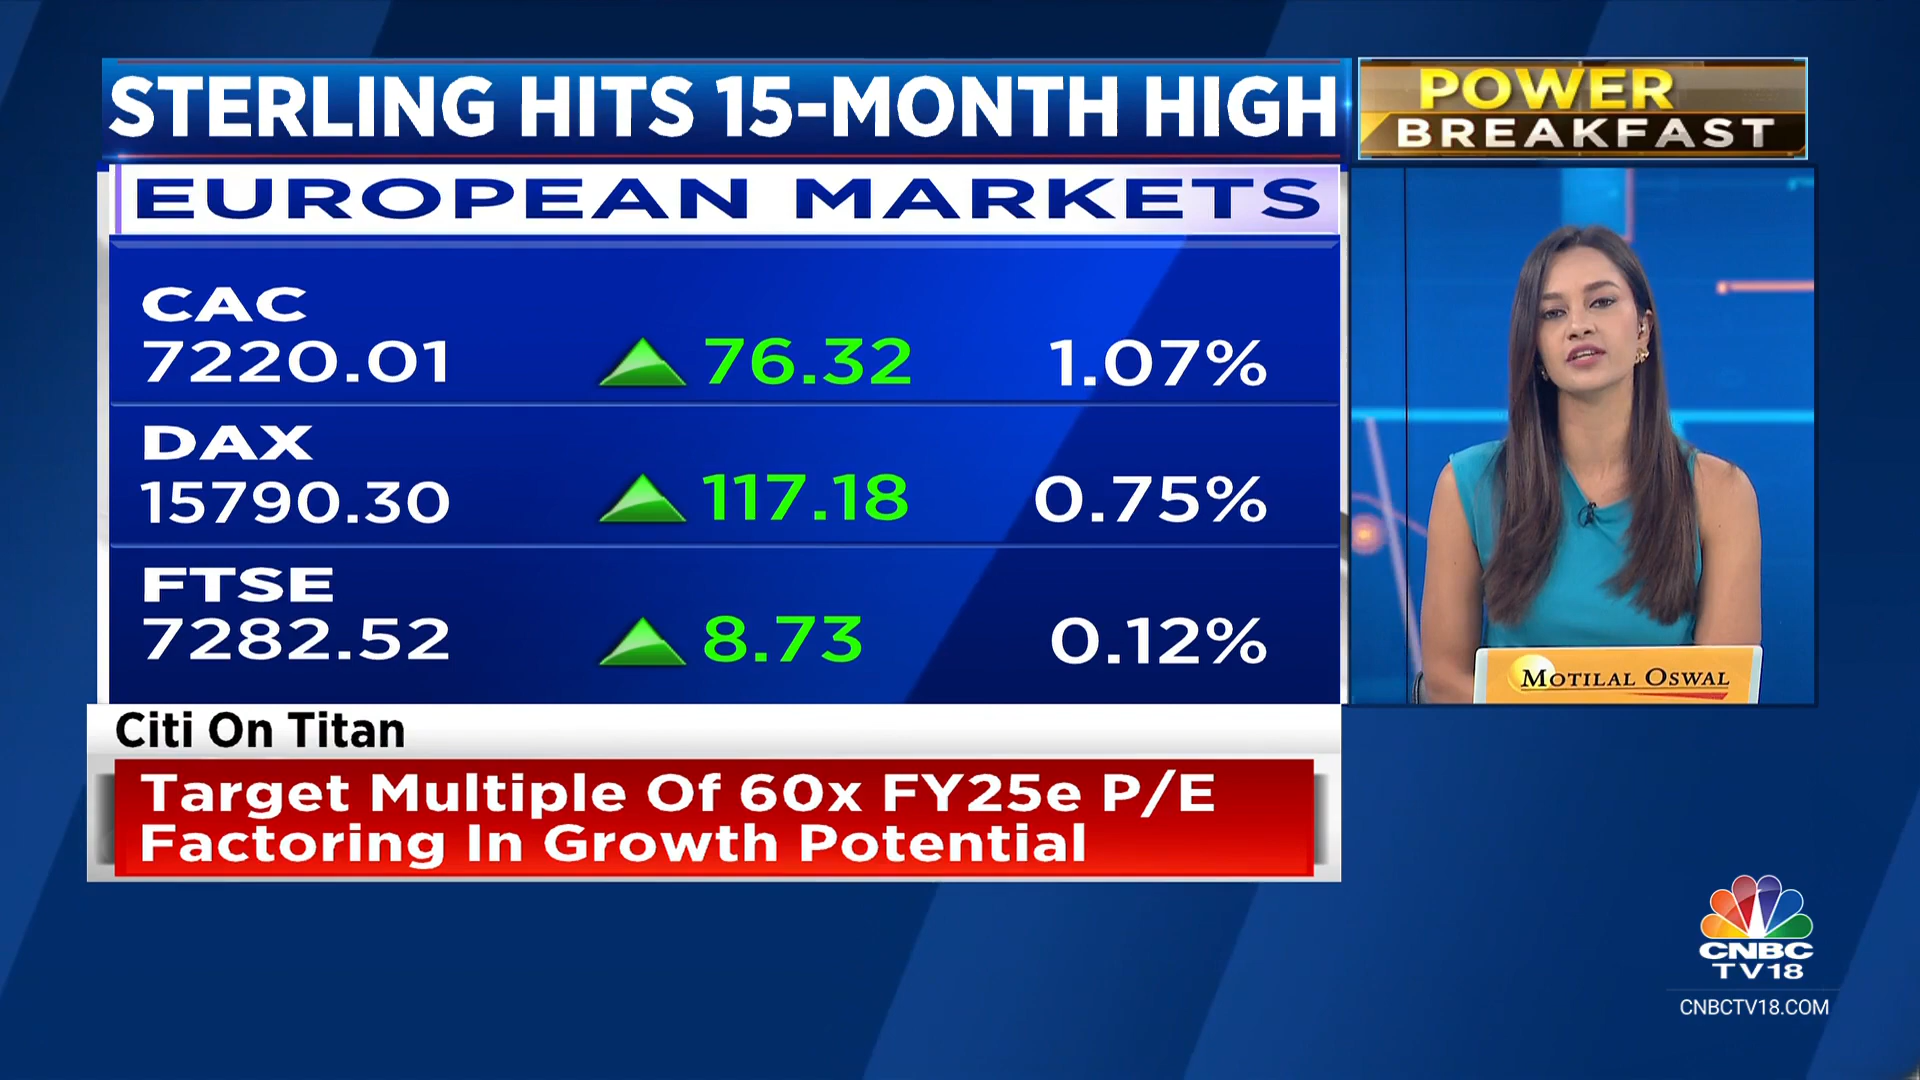 STERLING HITS 15-MONTH HIGH
POWER
BREAKFAST
EUROPEAN MARKETS
CAC
7220.01 76.32 1.07%
DAX
15790.30 117.18 0.75%
FTSE
7282.52 8.73 0.12%
MOTILAL OSWAL
Citi On Titan
Target Multiple Of 60x FY25e P/E
Factoring In Growth Potential
CNBC
TV18
CNBCTV18.COM